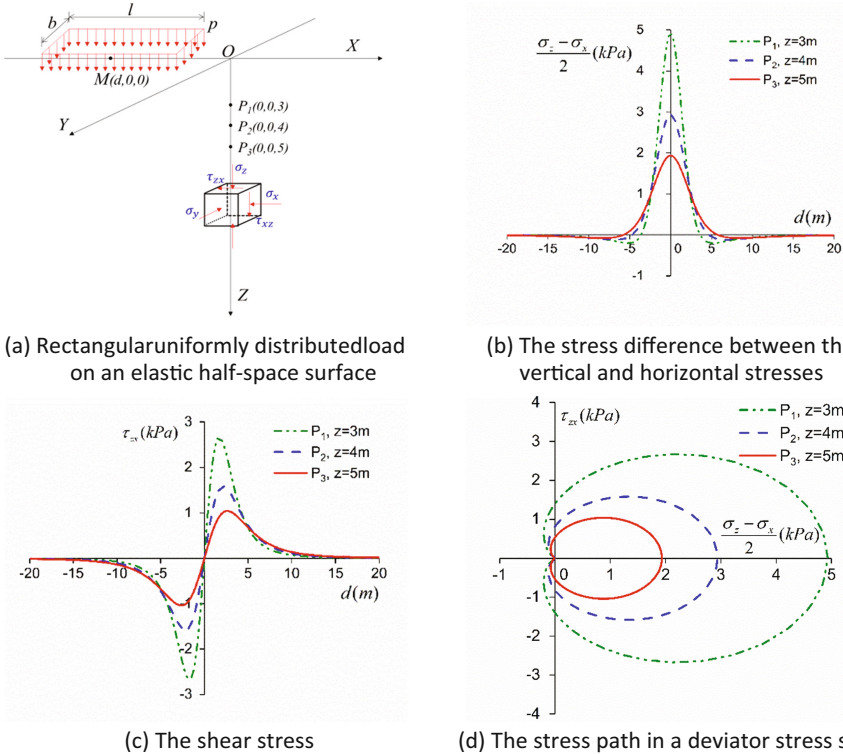 b l p
O X
M(d,0,0)
Y
P₁(0,0,3)
P₂(0,0,4)
P₃(0,0,5)
σz
τzx
σx
σy
τxz
Z
(a) Rectangularuniformly distributedload
on an elastic half-space surface
σz − σx / 2 (kPa)
P₁, z=3m
P₂, z=4m
P₃, z=5m
5
4
3
2
1
0
-1
d(m)
-20 -15 -10 -5 0 5 10 15 20
(b) The stress difference between th
vertical and horizontal stresses
τzx(kPa)
P₁, z=3m
P₂, z=4m
P₃, z=5m
3
2
1
0
-1
-2
-3
-20 -15 -10 -5 0 5 10 15 20
d(m)
(c) The shear stress
τzx(kPa)
P₁, z=3m
P₂, z=4m
P₃, z=5m
4
3
2
1
0
-1
-2
-3
-4
σz − σx / 2 (kPa)
-1 0 1 2 3 4 5
(d) The stress path in a deviator stress s